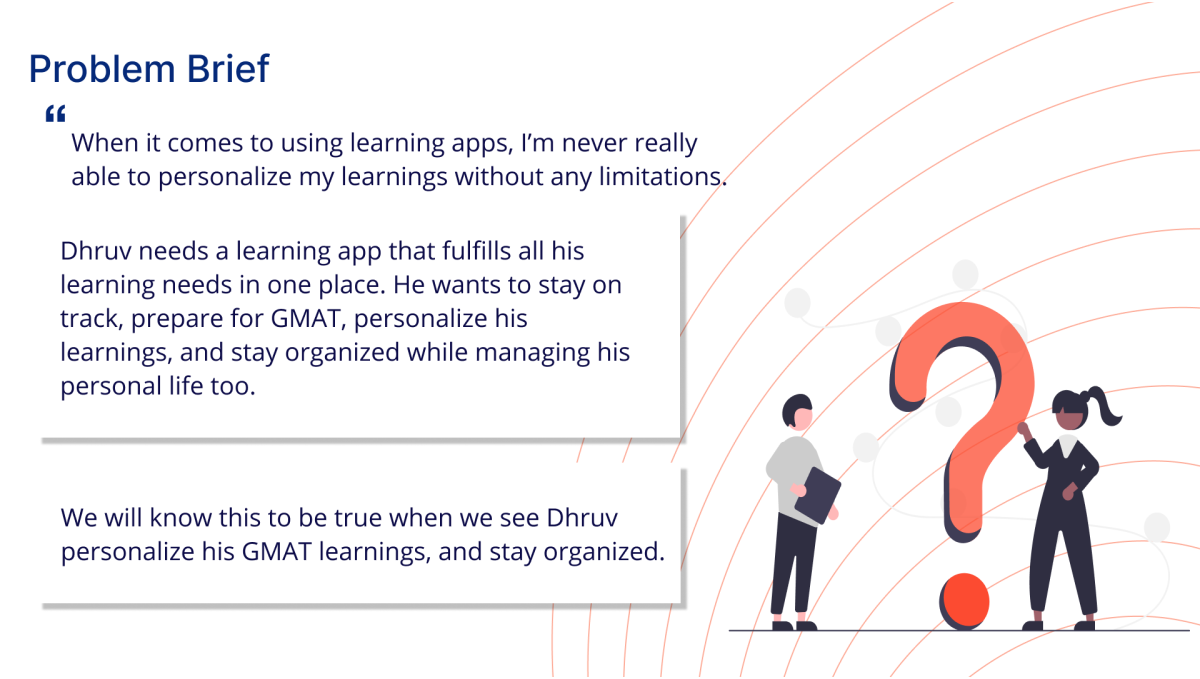 Problem Brief
“
When it comes to using learning apps, I’m never really
able to personalize my learnings without any limitations.
Dhruv needs a learning app that fulfills all his
learning needs in one place. He wants to stay on
track, prepare for GMAT, personalize his
learnings, and stay organized while managing his
personal life too.
We will know this to be true when we see Dhruv
personalize his GMAT learnings, and stay organized.
?